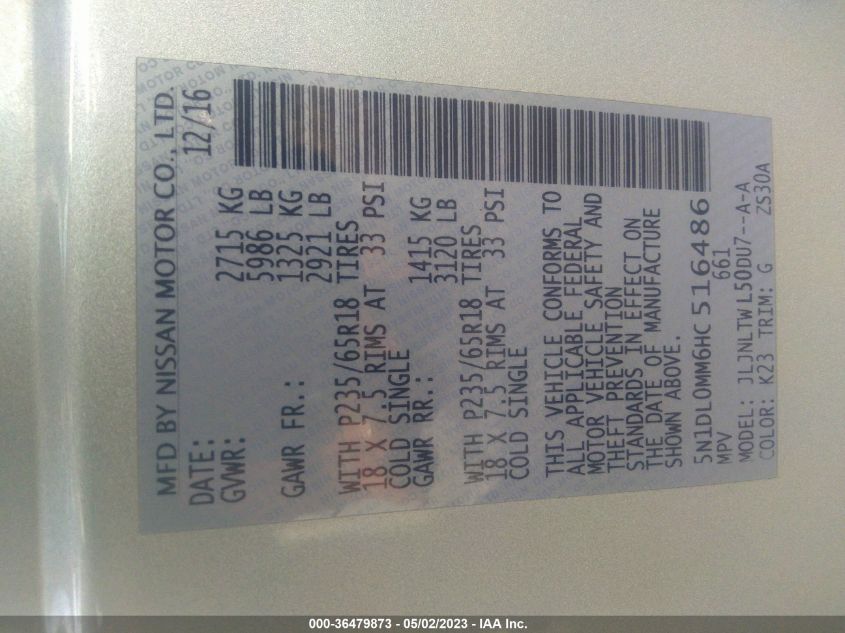 MFD BY NISSAN MOTOR CO., LTD.
DATE: 12/16
GVWR: 2715 KG
5986 LB
GAWR FR.: 1325 KG
2921 LB
WITH P235/65R18 TIRES
18 X 7.5 RIMS AT 33 PSI
COLD SINGLE
GAWR RR.: 1415 KG
3120 LB
WITH P235/65R18 TIRES
18 X 7.5 RIMS AT 33 PSI
COLD SINGLE
THIS VEHICLE CONFORMS TO
ALL APPLICABLE FEDERAL
MOTOR VEHICLE SAFETY AND
THEFT PREVENTION
STANDARDS IN EFFECT ON
THE DATE OF MANUFACTURE
SHOWN ABOVE.
5N1DL0MM6HC516486
MPV 661
MODEL: JLJNLTWL50DU7--A-A
COLOR: K23 TRIM: G ZS30A
000-36479873 - 05/02/2023 - IAA Inc.